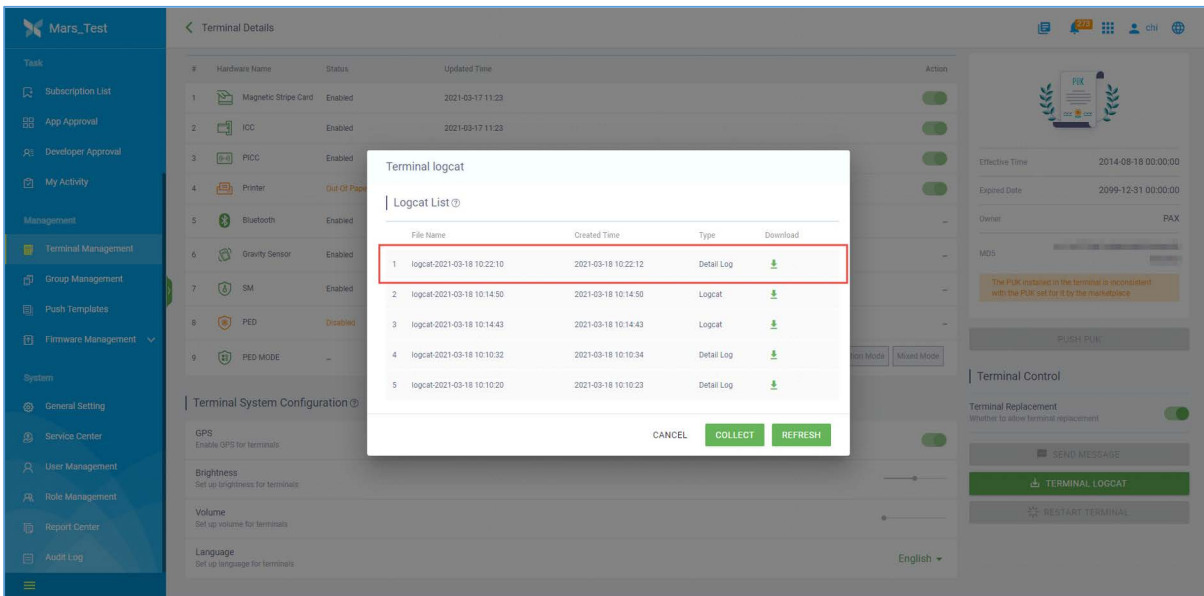 Mars_Test
Terminal Details
273
chi
Task
Subscription List
App Approval
Developer Approval
My Activity
Management
Terminal Management
Group Management
Push Templates
Firmware Management
System
General Setting
Service Center
User Management
Role Management
Report Center
Audit Log
# Hardware Name Status Updated Time Action
1 Magnetic Stripe Card Enabled 2021-03-17 11:23
2 ICC Enabled 2021-03-17 11:23
3 PICC Enabled
4 Printer Out Of Pape
5 Bluetooth Enabled –
6 Gravity Sensor Enabled –
7 SM Enabled –
8 PED Disabled –
9 PED MODE – ion Mode Mixed Mode
Terminal System Configuration
GPS
Enable GPS for terminals
Brightness
Set up brightness for terminals
Volume
Set up volume for terminals
Language
Set up language for terminals
English
Terminal logcat
Logcat List
File Name Created Time Type Download
1 logcat-2021-03-18 10:22:10 2021-03-18 10:22:12 Detail Log
2 logcat-2021-03-18 10:14:50 2021-03-18 10:14:50 Logcat
3 logcat-2021-03-18 10:14:43 2021-03-18 10:14:43 Logcat
4 logcat-2021-03-18 10:10:32 2021-03-18 10:10:34 Detail Log
5 logcat-2021-03-18 10:10:20 2021-03-18 10:10:23 Detail Log
CANCEL COLLECT REFRESH
PUK
Effective Time 2014-08-18 00:00:00
Expired Date 2099-12-31 00:00:00
Owner PAX
MD5
The PUK installed in the terminal is inconsistent
with the PUK set for it by the marketplace
PUSH PUK
Terminal Control
Terminal Replacement
Whether to allow terminal replacement
SEND MESSAGE
TERMINAL LOGCAT
RESTART TERMINAL